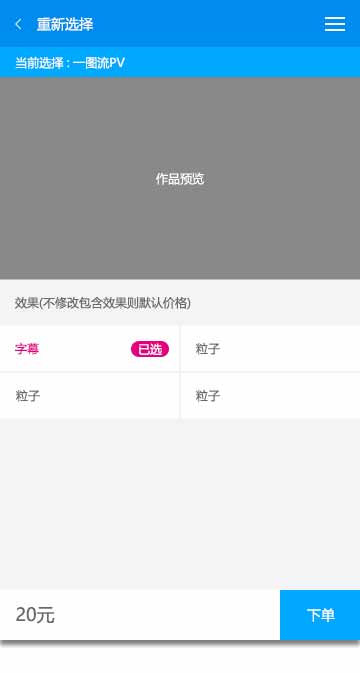 重新选择
当前选择 : 一图流PV
作品预览
效果(不修改包含效果则默认价格)
字幕 已选 粒子
粒子 粒子
20元 下单